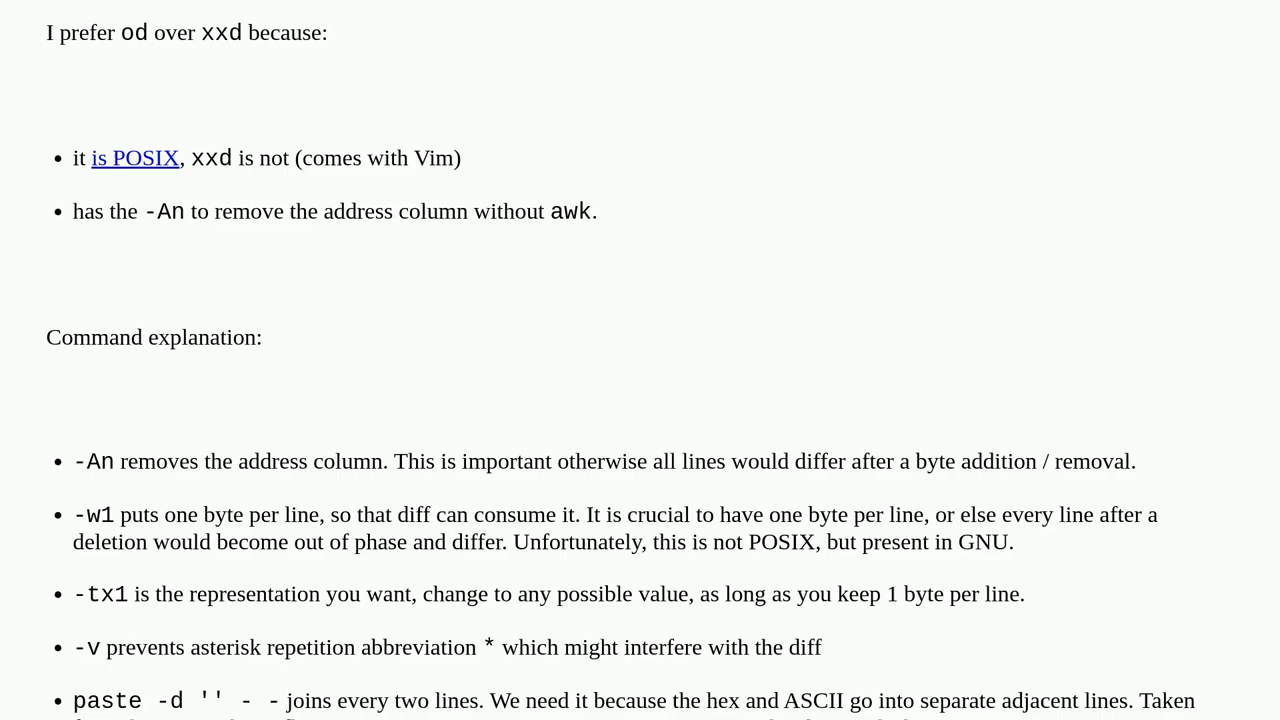 I prefer od over xxd because:
• it is POSIX, xxd is not (comes with Vim)
• has the -An to remove the address column without awk.
Command explanation:
• -An removes the address column. This is important otherwise all lines would differ after a byte addition / removal.
• -w1 puts one byte per line, so that diff can consume it. It is crucial to have one byte per line, or else every line after a
deletion would become out of phase and differ. Unfortunately, this is not POSIX, but present in GNU.
• -tx1 is the representation you want, change to any possible value, as long as you keep 1 byte per line.
• -v prevents asterisk repetition abbreviation * which might interfere with the diff
• paste -d '' - - joins every two lines. We need it because the hex and ASCII go into separate adjacent lines. Taken